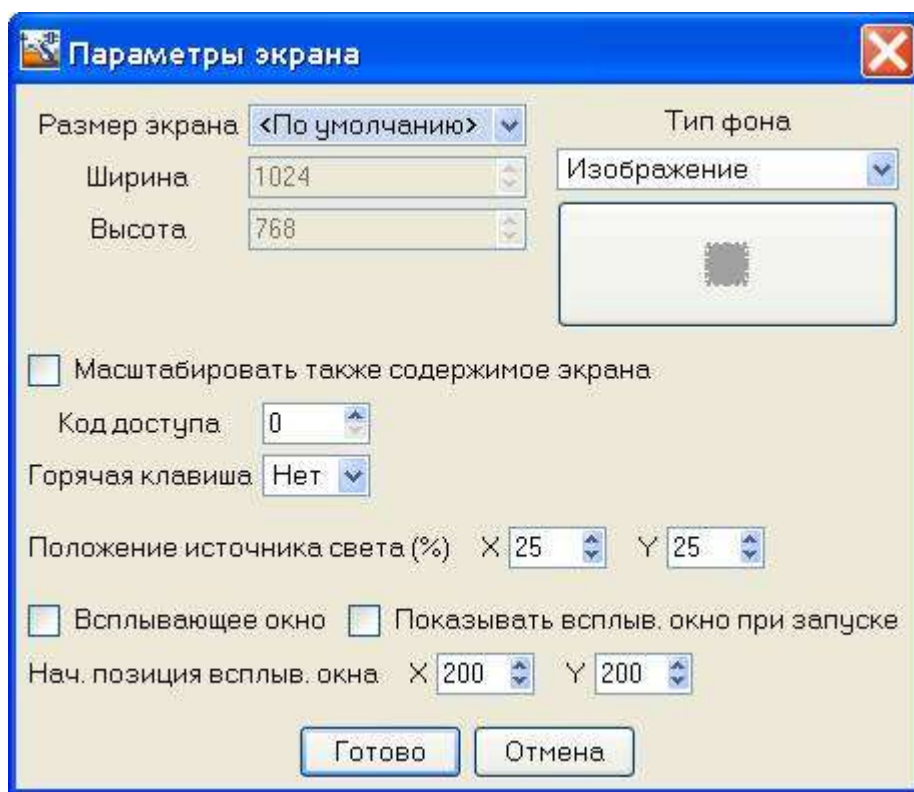 Параметры экрана
Размер экрана <По умолчанию> Тип фона
Ширина 1024 Изображение
Высота 768
Масштабировать также содержимое экрана
Код доступа 0
Горячая клавиша Нет
Положение источника света (%) X 25 Y 25
Всплывающее окно Показывать всплыв. окно при запуске
Нач. позиция всплыв. окна X 200 Y 200
Готово Отмена